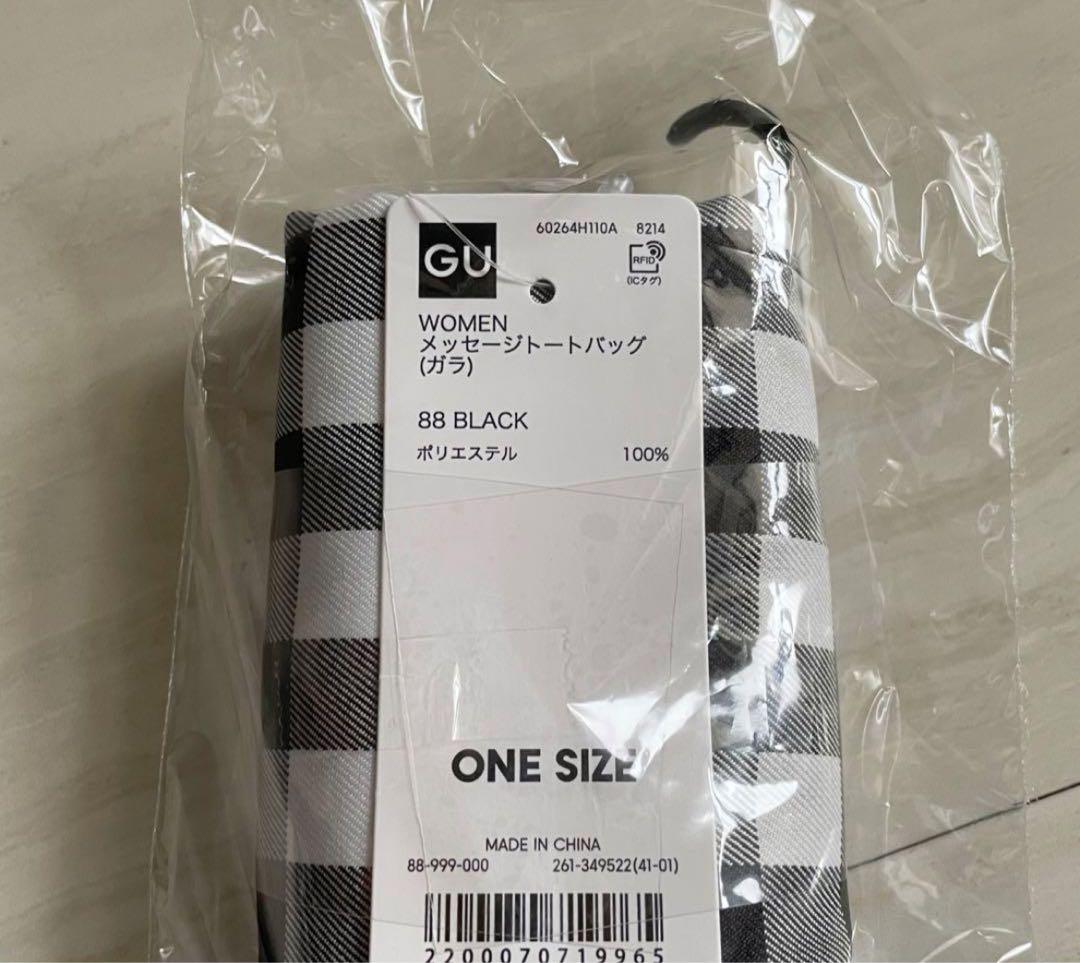 GU
60264H110A 8214
RFID
(ICタグ)
WOMEN
メッセージトートバッグ
(ガラ)
88 BLACK
ポリエステル 100%
ONE SIZE
MADE IN CHINA
88-999-000 261-349522(41-01)
2200070719965